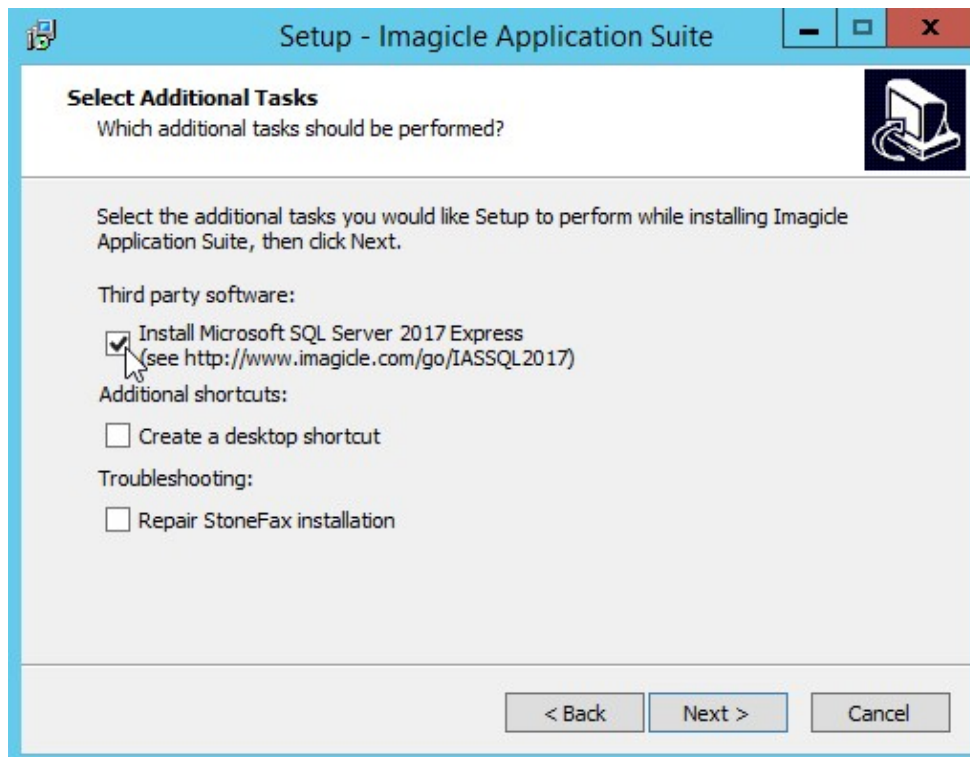 Setup - Imagicle Application Suite
Select Additional Tasks
Which additional tasks should be performed?
Select the additional tasks you would like Setup to perform while installing Imagicle
Application Suite, then click Next.
Third party software:
Install Microsoft SQL Server 2017 Express
(see http://www.imagicle.com/go/IASSQL2017)
Additional shortcuts:
Create a desktop shortcut
Troubleshooting:
Repair StoneFax installation
< Back Next > Cancel